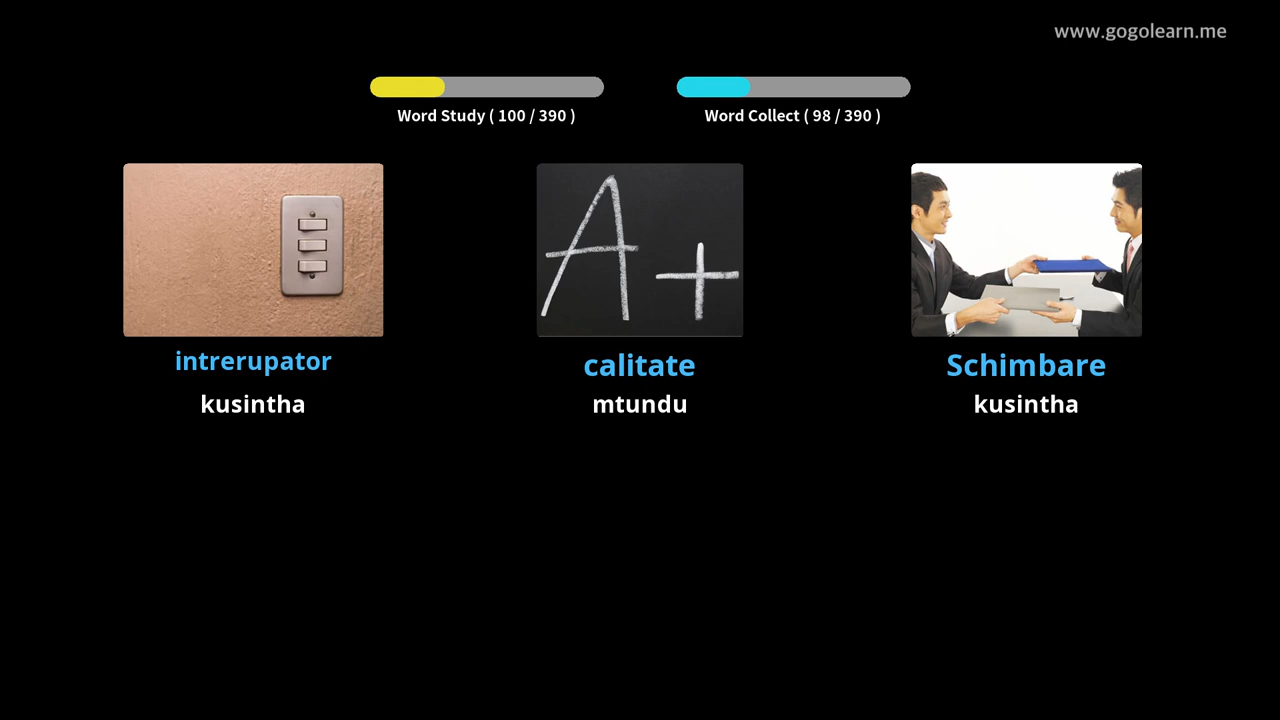 www.gogolearn.me
Word Study ( 100 / 390 )
Word Collect ( 98 / 390 )
A+
intrerupator
calitate
Schimbare
kusintha
mtundu
kusintha